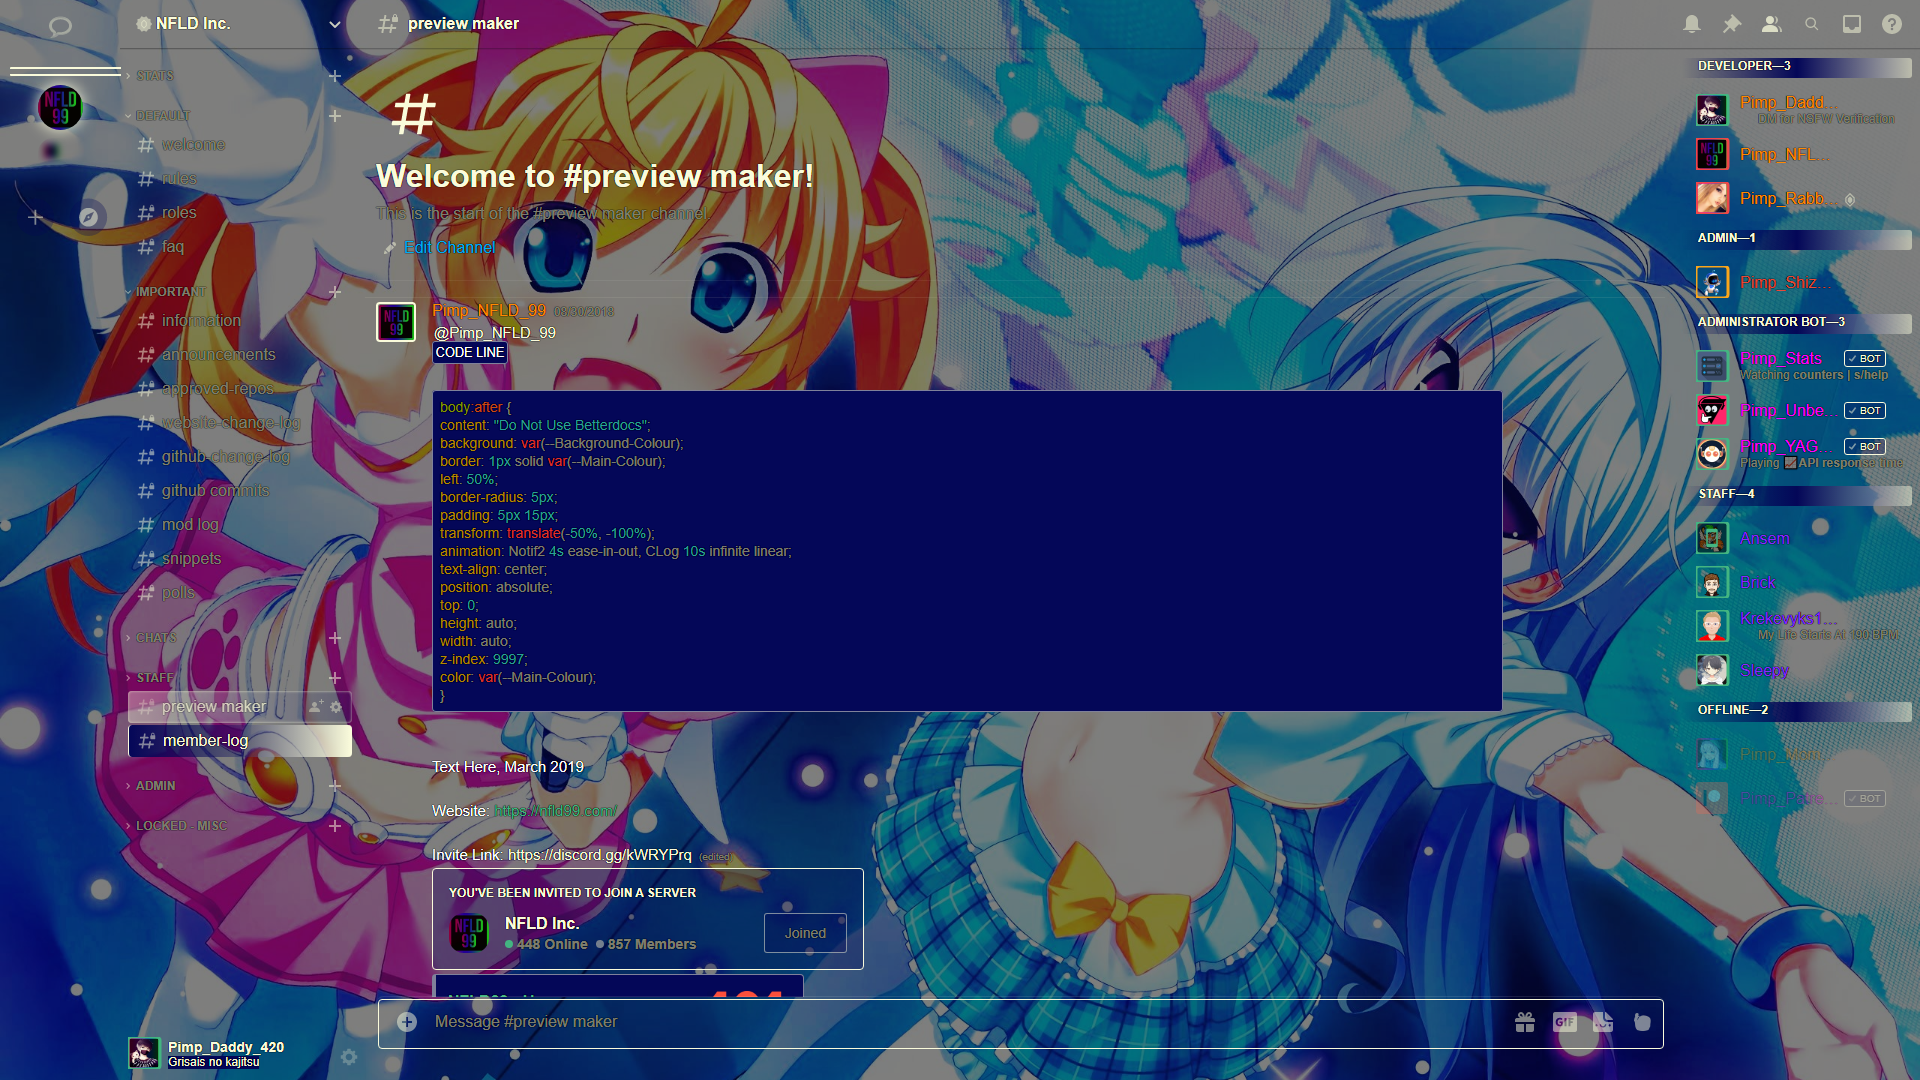 NFLD Inc.
preview maker
STATS
DEFAULT
welcome
rules
roles
faq
IMPORTANT
information
announcements
approved-repos
website-change-log
github-change-log
github commits
mod log
snippets
polls
CHATS
STAFF
preview maker
member-log
ADMIN
LOCKED - MISC
Pimp_Daddy_420
Grisais no kajitsu
NFLD
99
#
Welcome to #preview maker!
This is the start of the #preview maker channel.
Edit Channel
Pimp_NFLD_99 08/30/2018
@Pimp_NFLD_99
CODE LINE
body:after {
content: "Do Not Use Betterdocs";
background: var(--Background-Colour);
border: 1px solid var(--Main-Colour);
left: 50%;
border-radius: 5px;
padding: 5px 15px;
transform: translate(-50%, -100%);
animation: Notif2 4s ease-in-out, CLog 10s infinite linear;
text-align: center;
position: absolute;
top: 0;
height: auto;
width: auto;
z-index: 9997;
color: var(--Main-Colour);
}
Text Here, March 2019
Website: https://nfld99.com/
Invite Link: https://discord.gg/kWRYPrq (edited)
YOU'VE BEEN INVITED TO JOIN A SERVER
NFLD Inc.
448 Online 857 Members
Joined
Message #preview maker
GIF
DEVELOPER—3
Pimp_Dadd...
DM for NSFW Verification
Pimp_NFL...
Pimp_Rabb...
ADMIN—1
Pimp_Shiz...
ADMINISTRATOR BOT—3
Pimp_Stats ✓ BOT
Watching counters | s/help
Pimp_Unbe... ✓ BOT
Pimp_YAG ✓ BOT
Playing API response time
STAFF—4
Ansem
Brick
Krekevyks1...
My Life Starts At 190 BPM
Sleepy
OFFLINE—2
✓ BOT